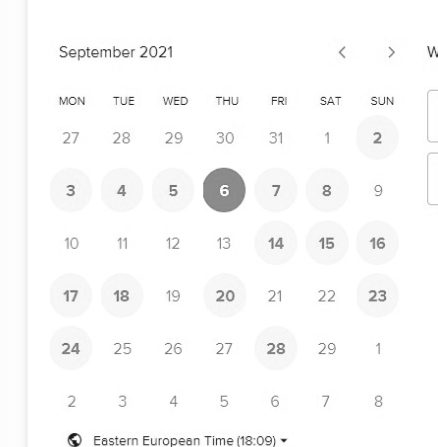 September 2021
W
MON TUE WED THU FRI SAT SUN
27 28 29 30 31 1 2
3 4 5 6 7 8 9
10 11 12 13 14 15 16
17 18 19 20 21 22 23
24 25 26 27 28 29 1
2 3 4 5 6 7 8
Eastern European Time (18:09)